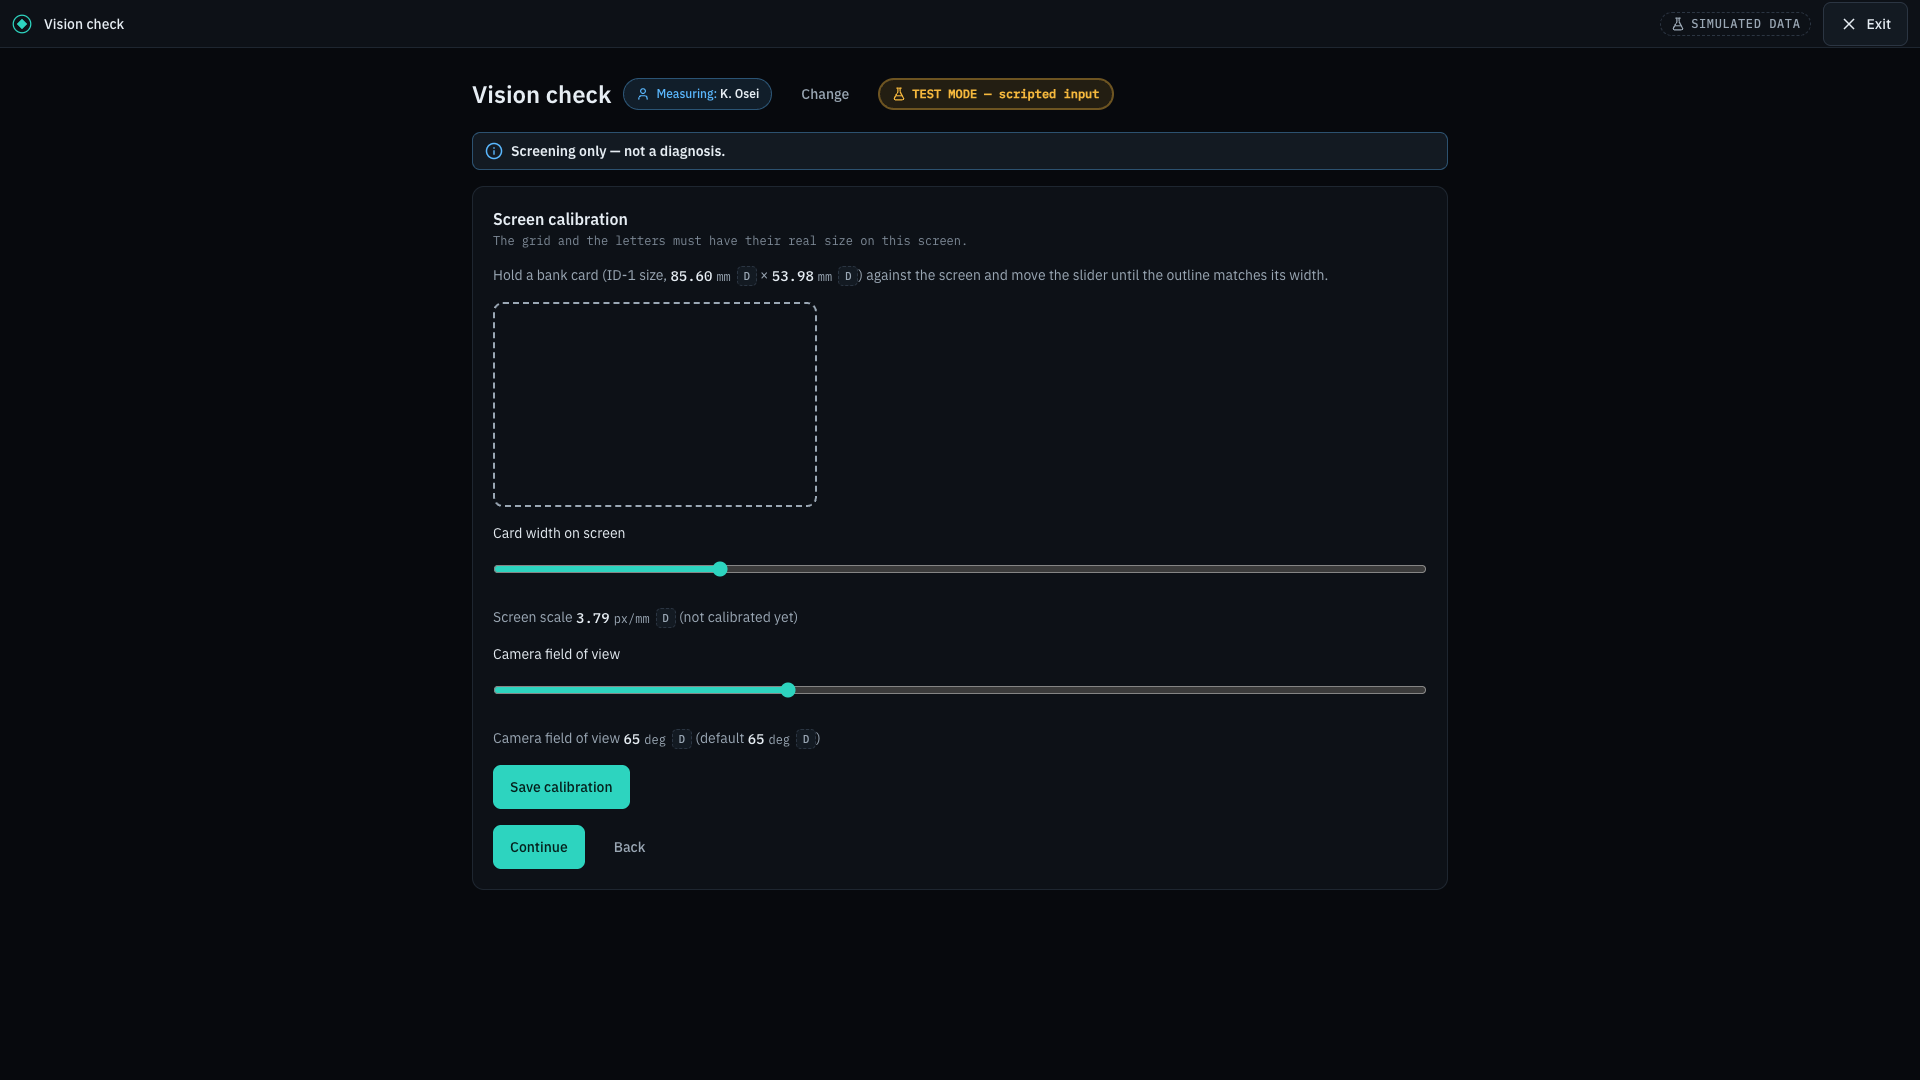 Vision check
SIMULATED DATA
Exit
Vision check
Measuring: K. Osei
Change
TEST MODE — scripted input
Screening only — not a diagnosis.
Screen calibration
The grid and the letters must have their real size on this screen.
Hold a bank card (ID-1 size, 85.60 mm D × 53.98 mm D) against the screen and move the slider until the outline matches its width.
Card width on screen
Screen scale 3.79 px/mm D (not calibrated yet)
Camera field of view
Camera field of view 65 deg D (default 65 deg D)
Save calibration
Continue
Back